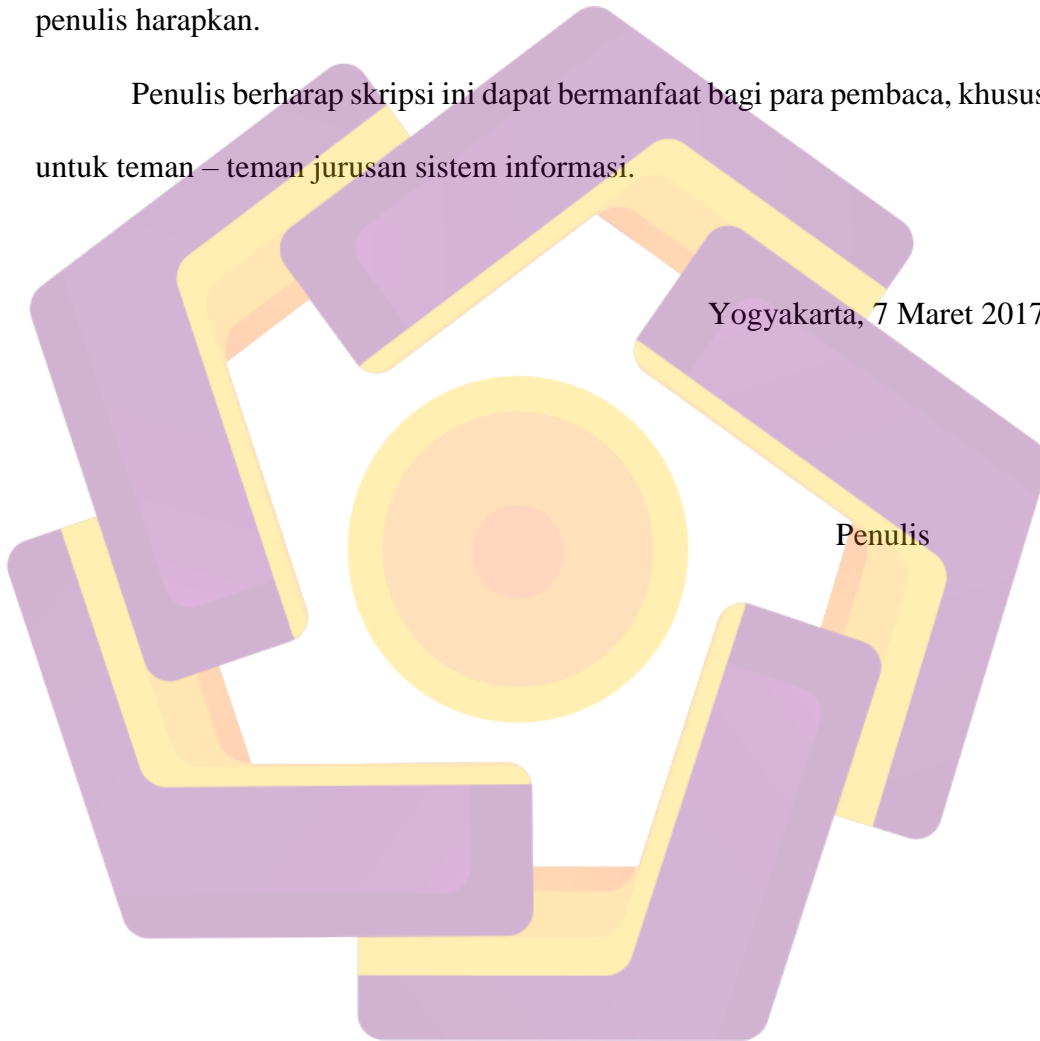 penulis harapkan.
Penulis berharap skripsi ini dapat bermanfaat bagi para pembaca, khusus
untuk teman – teman jurusan sistem informasi.
Yogyakarta, 7 Maret 2017
Penulis